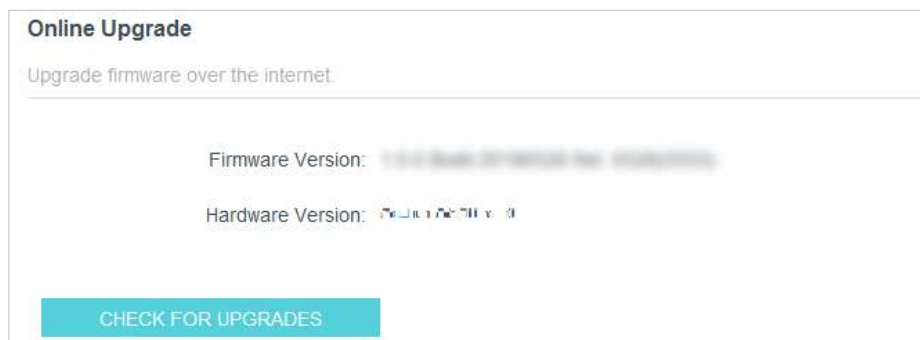 Online Upgrade
Upgrade firmware over the internet.
Firmware Version:
Hardware Version:
CHECK FOR UPGRADES